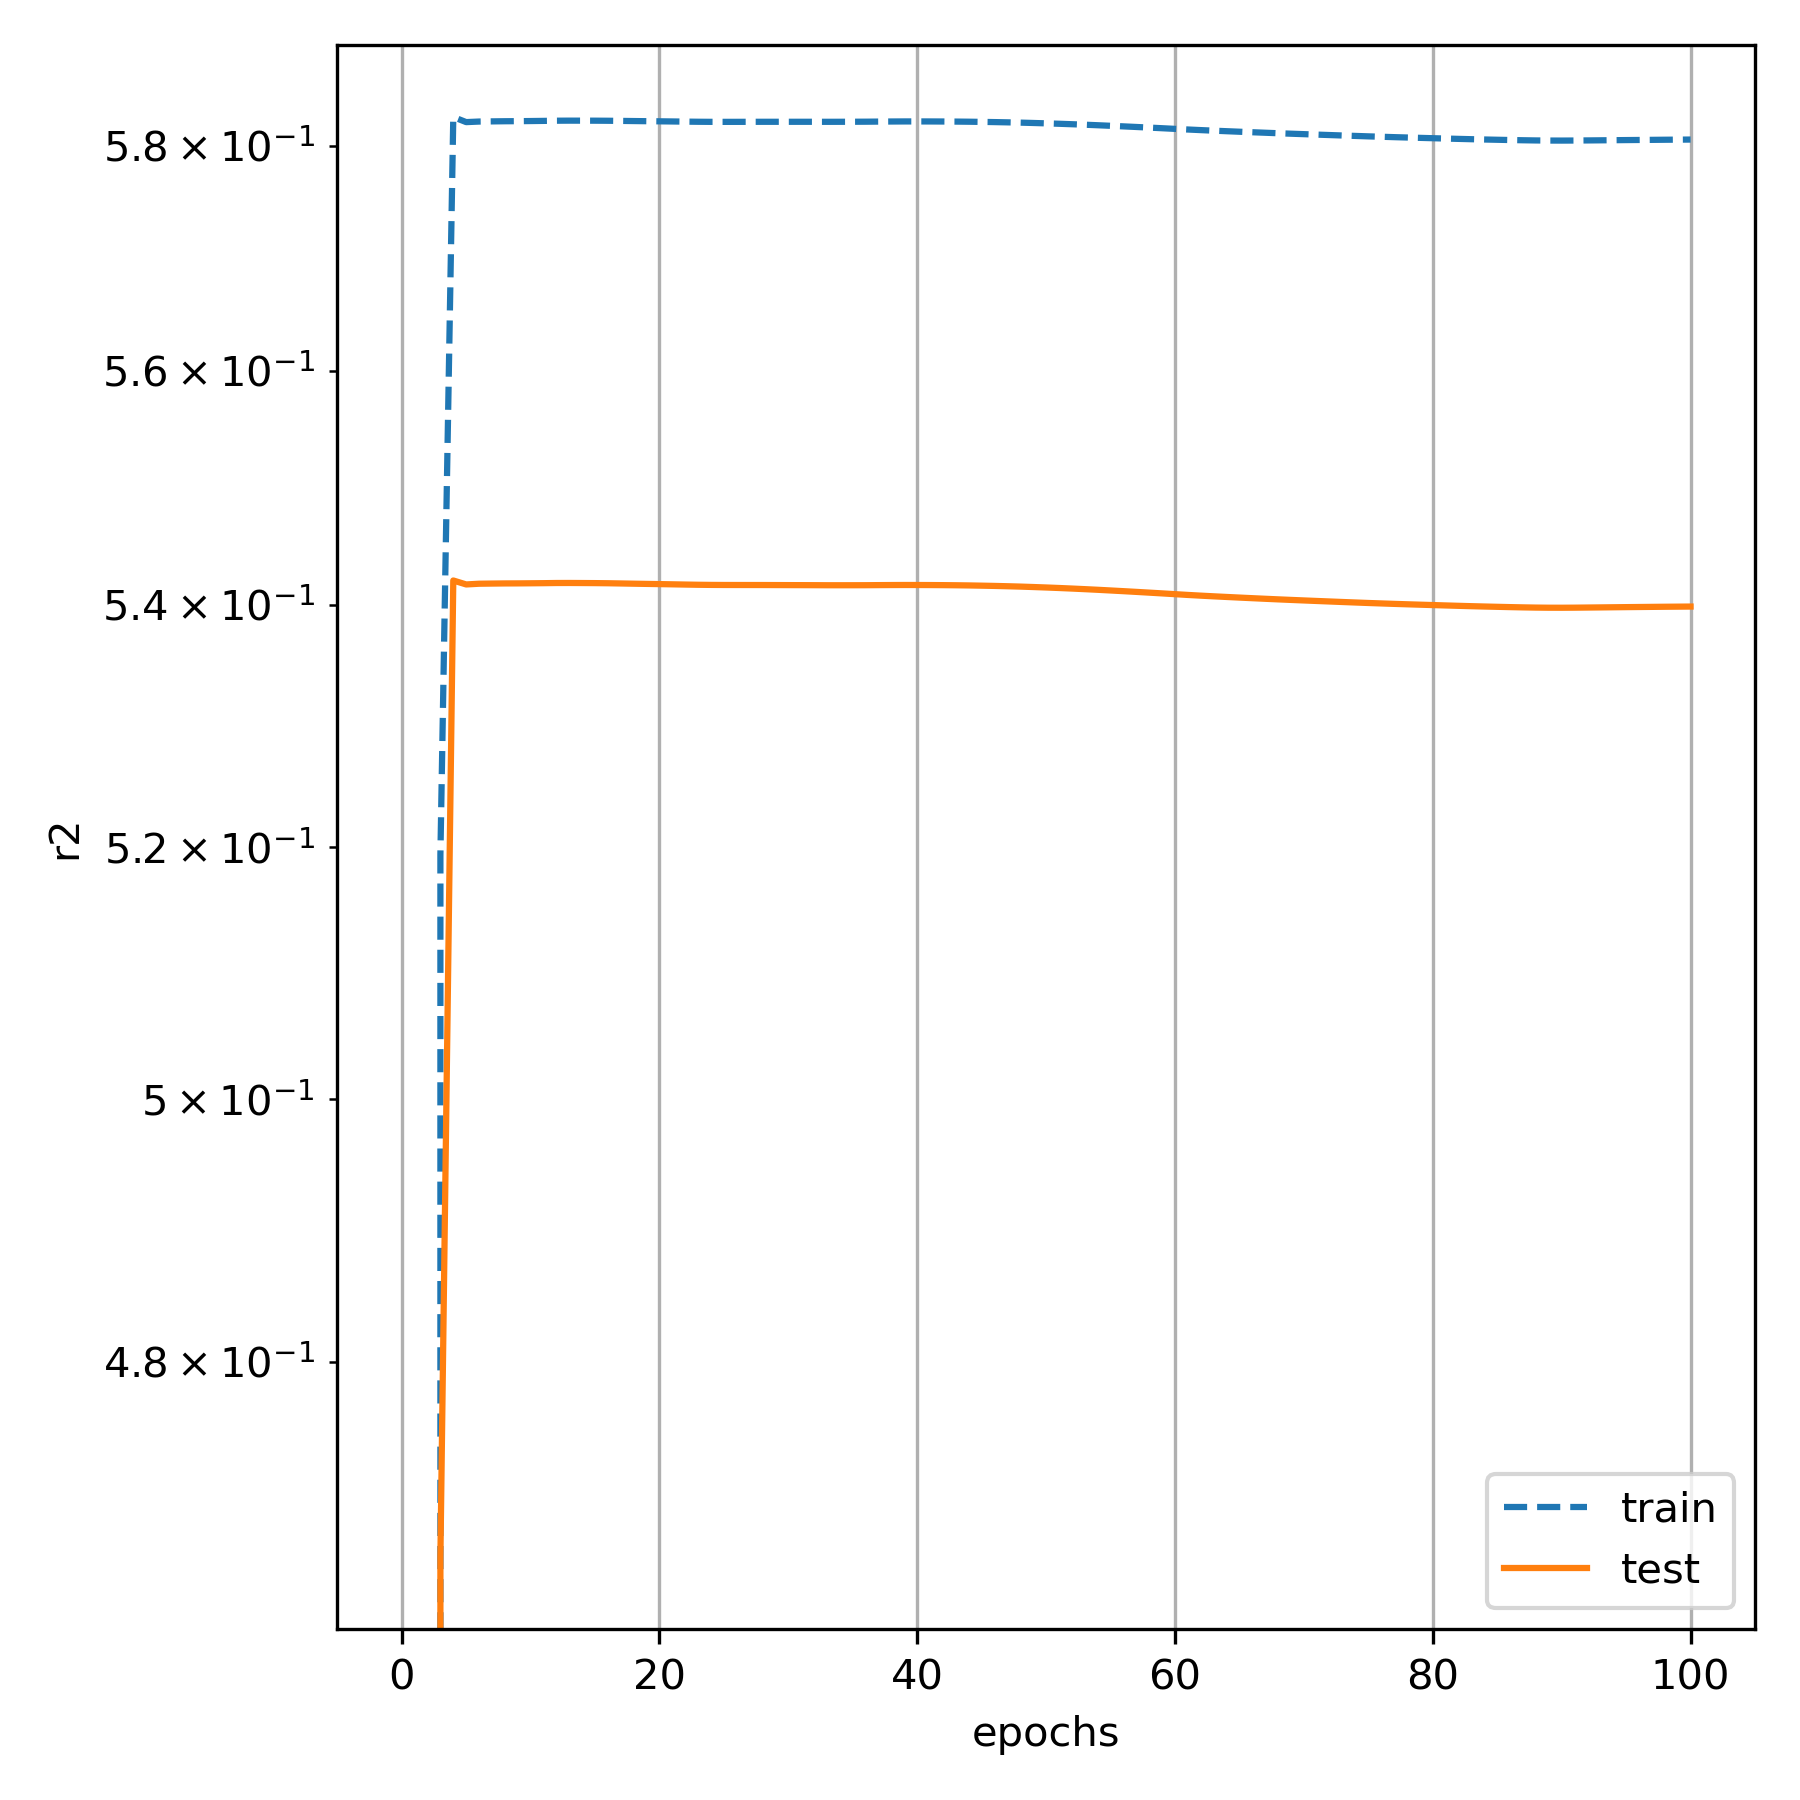 r2
5.8 × 10⁻¹
5.6 × 10⁻¹
5.4 × 10⁻¹
5.2 × 10⁻¹
5 × 10⁻¹
4.8 × 10⁻¹
train
test
0 20 40 60 80 100
epochs